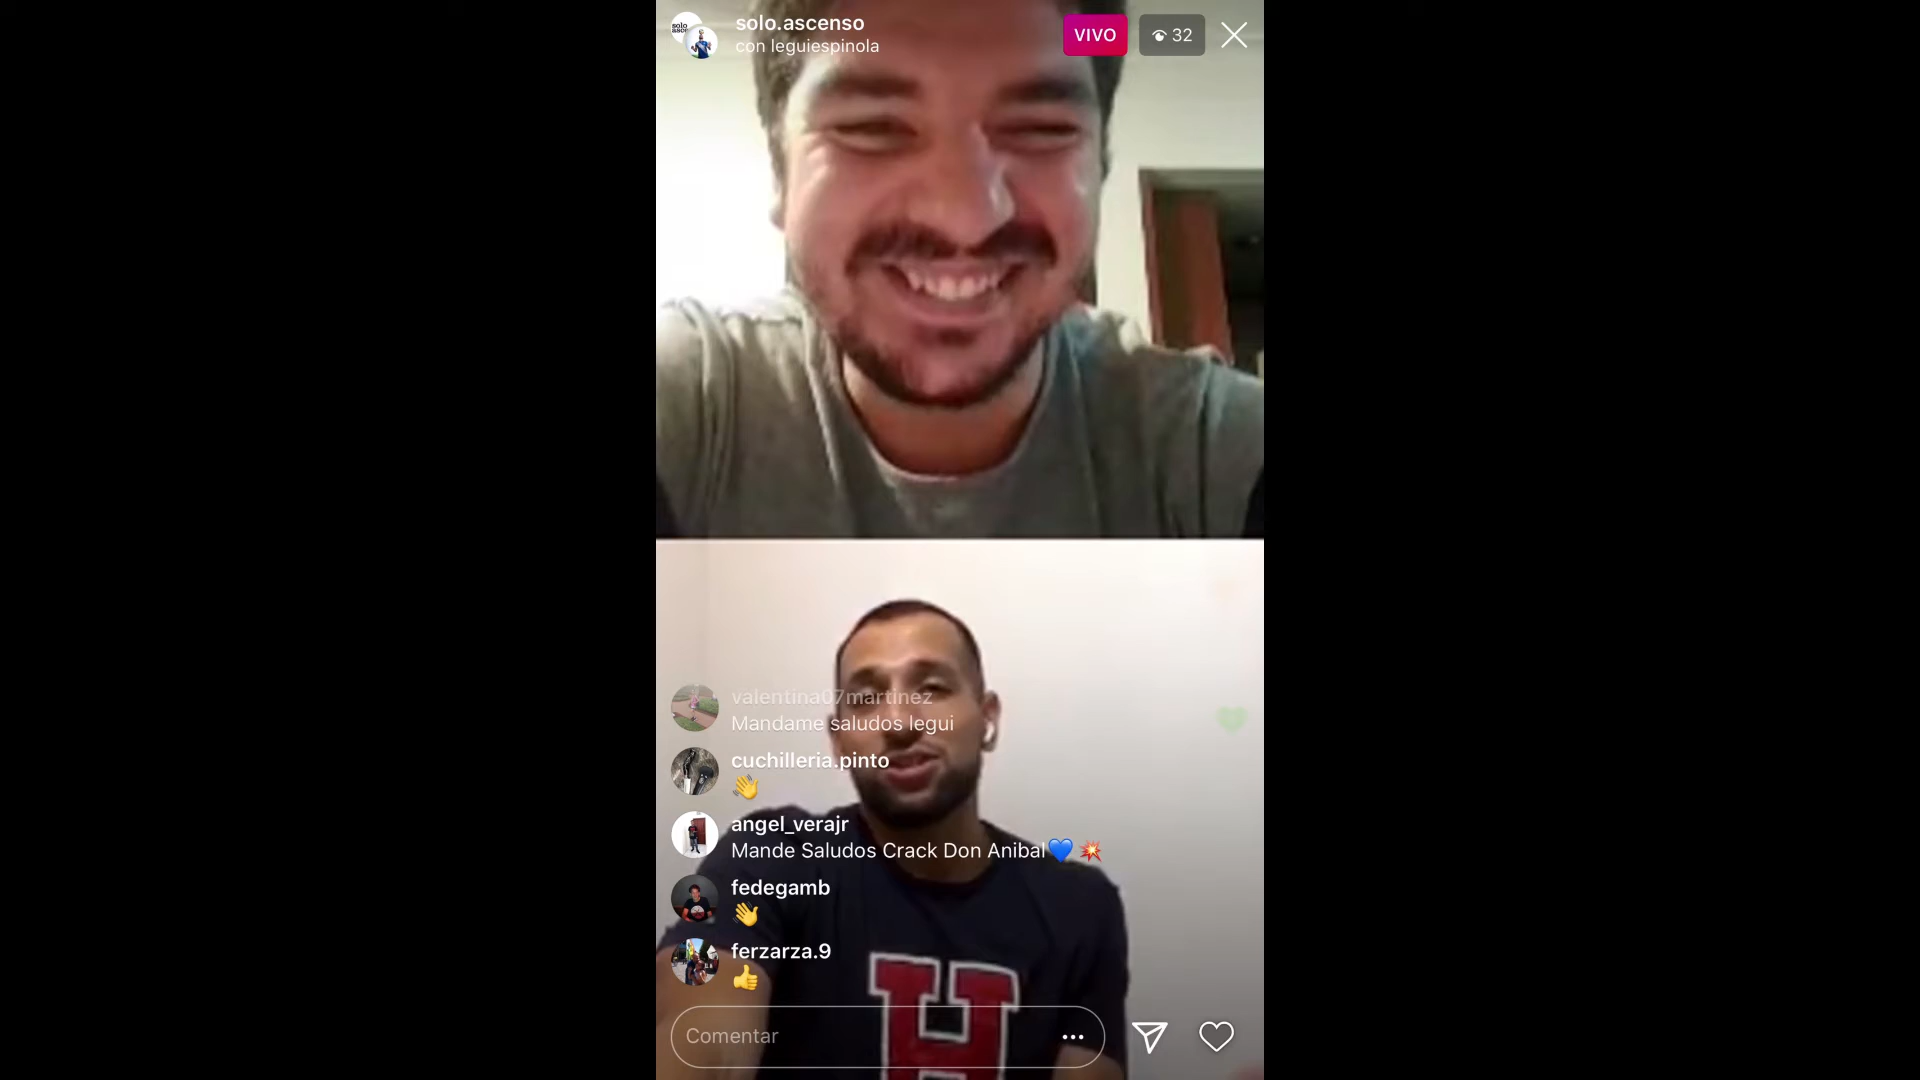 solo.ascenso
con leguiespinola
VIVO
32
valentina07martinez
Mandame saludos legui
cuchilleria.pinto
👋
angel_verajr
Mande Saludos Crack Don Anibal💙💥
fedegamb
👋
ferzarza.9
👍
H
Comentar